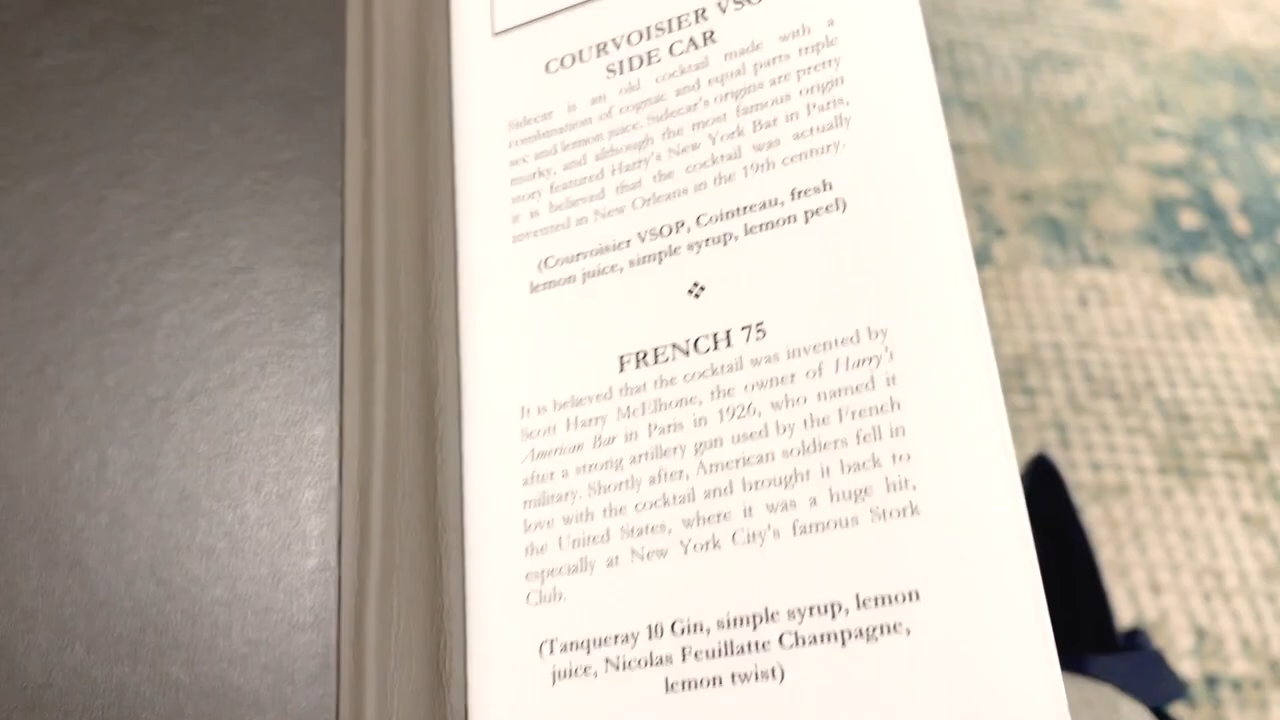 COURVOISIER VSO
SIDE CAR
Sidecar is an old cocktail made with a
combination of cognac and equal parts triple
sec and lemon juice. Sidecar's origins are pretty
murky, and although the most famous origin
story featured Harry's New York Bar in Paris,
it is believed that the cocktail was actually
invented in New Orleans in the 19th century.
(Courvoisier VSOP, Cointreau, fresh
lemon juice, simple syrup, lemon peel)
FRENCH 75
It is believed that the cocktail was invented by
Scott Harry McElhone, the owner of Harry's
American Bar in Paris in 1926, who named it
after a strong artillery gun used by the French
military. Shortly after, American soldiers fell in
love with the cocktail and brought it back to
the United States, where it was a huge hit,
especially at New York City's famous Stork
Club.
(Tanqueray 10 Gin, simple syrup, lemon
juice, Nicolas Feuillatte Champagne,
lemon twist)